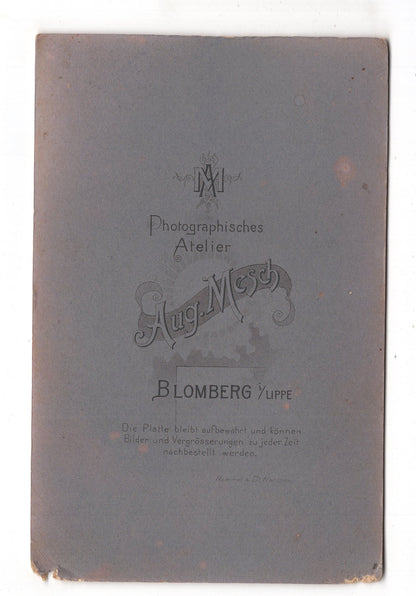 AM
Photographisches
Atelier
Aug. Mesch
BLOMBERG i/LIPPE
Die Platte bleibt aufbewahrt und können
Bilder und Vergrösserungen zu jeder Zeit
nachbestellt werden.